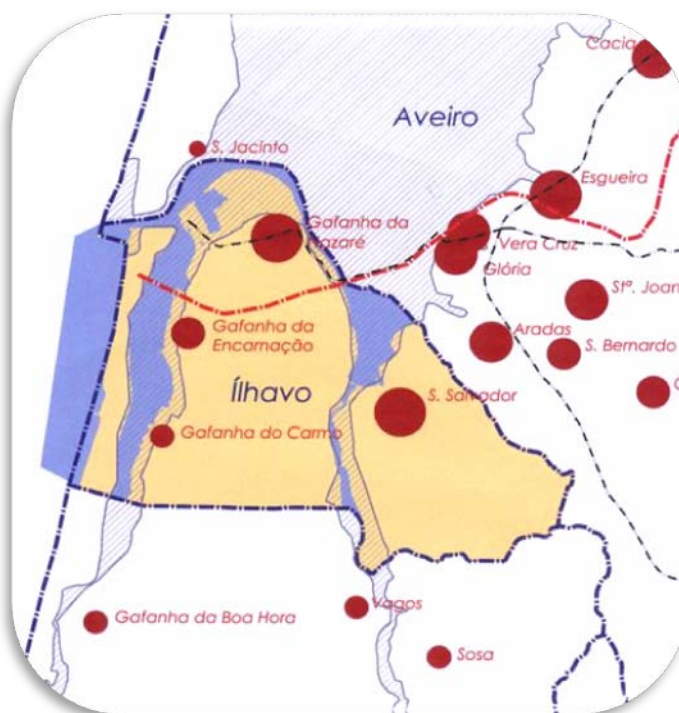 Cacia
Aveiro
S. Jacinto
Esgueira
Gafanha da
Nazaré
Vera Cruz
Glória
Stª. Joan
Aradas
S. Bernardo
Gafanha da
Encarnação
Ílhavo
S. Salvador
Gafanha do Carmo
Gafanha da Boa Hora
Vagos
Sosa